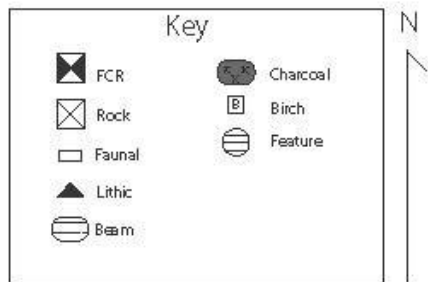 Key
N
FCR
Rock
Faunal
Lithic
Beam
Charcoal
B
Birch
Feature